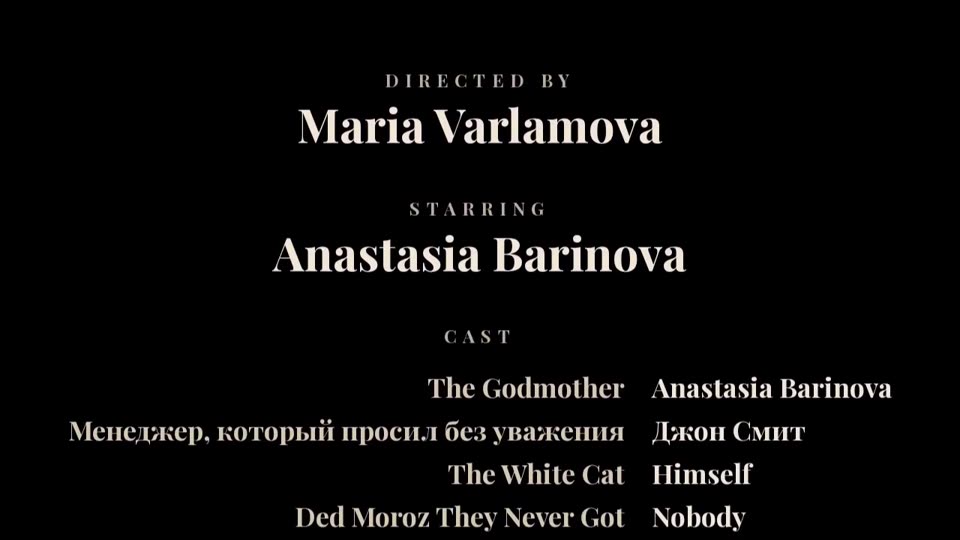 DIRECTED BY
Maria Varlamova
STARRING
Anastasia Barinova
CAST
The Godmother Anastasia Barinova
Менеджер, который просил без уважения Джон Смит
The White Cat Himself
Ded Moroz They Never Got Nobody